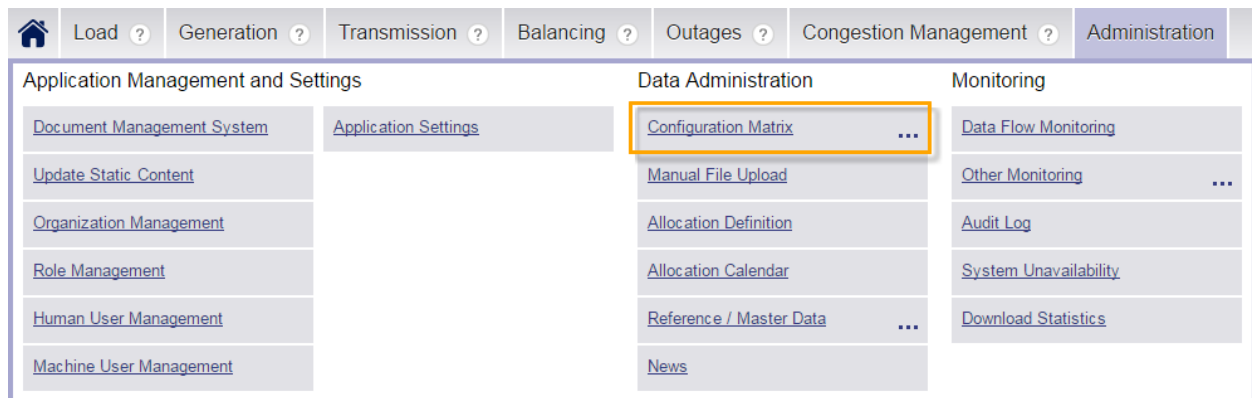 Load ? Generation ? Transmission ? Balancing ? Outages ? Congestion Management ? Administration
Application Management and Settings
Document Management System
Update Static Content
Organization Management
Role Management
Human User Management
Machine User Management
Application Settings
Data Administration
Configuration Matrix ...
Manual File Upload
Allocation Definition
Allocation Calendar
Reference / Master Data ...
News
Monitoring
Data Flow Monitoring
Other Monitoring ...
Audit Log
System Unavailability
Download Statistics